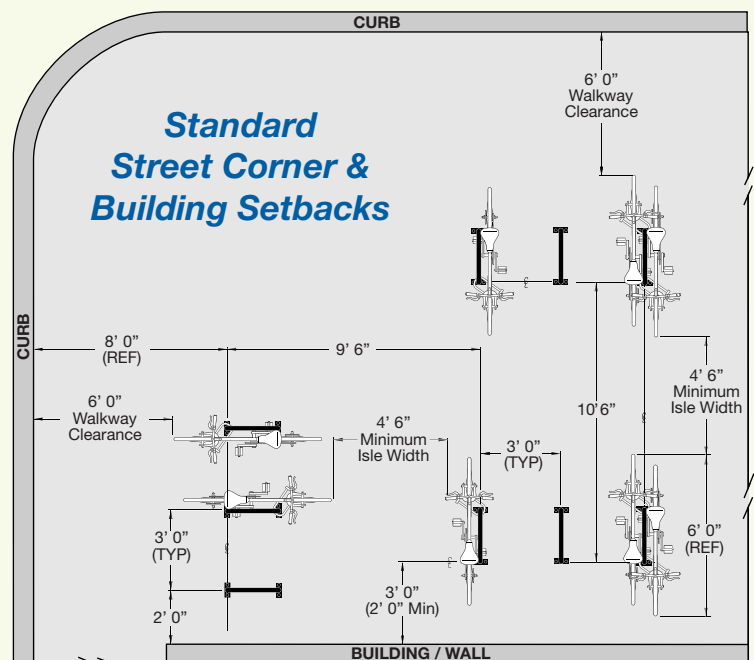 CURB
6’ 0”
Walkway
Clearance
Standard
Street Corner &
Building Setbacks
CURB
8’ 0”
(REF)
9’ 6”
6’ 0”
Walkway
Clearance
4’ 6”
Minimum
Isle Width
10’6”
4’ 6”
Minimum
Isle Width
3’ 0”
(TYP)
3’ 0”
(TYP)
6’ 0”
(REF)
3’ 0”
(2’ 0” Min)
2’ 0”
BUILDING / WALL